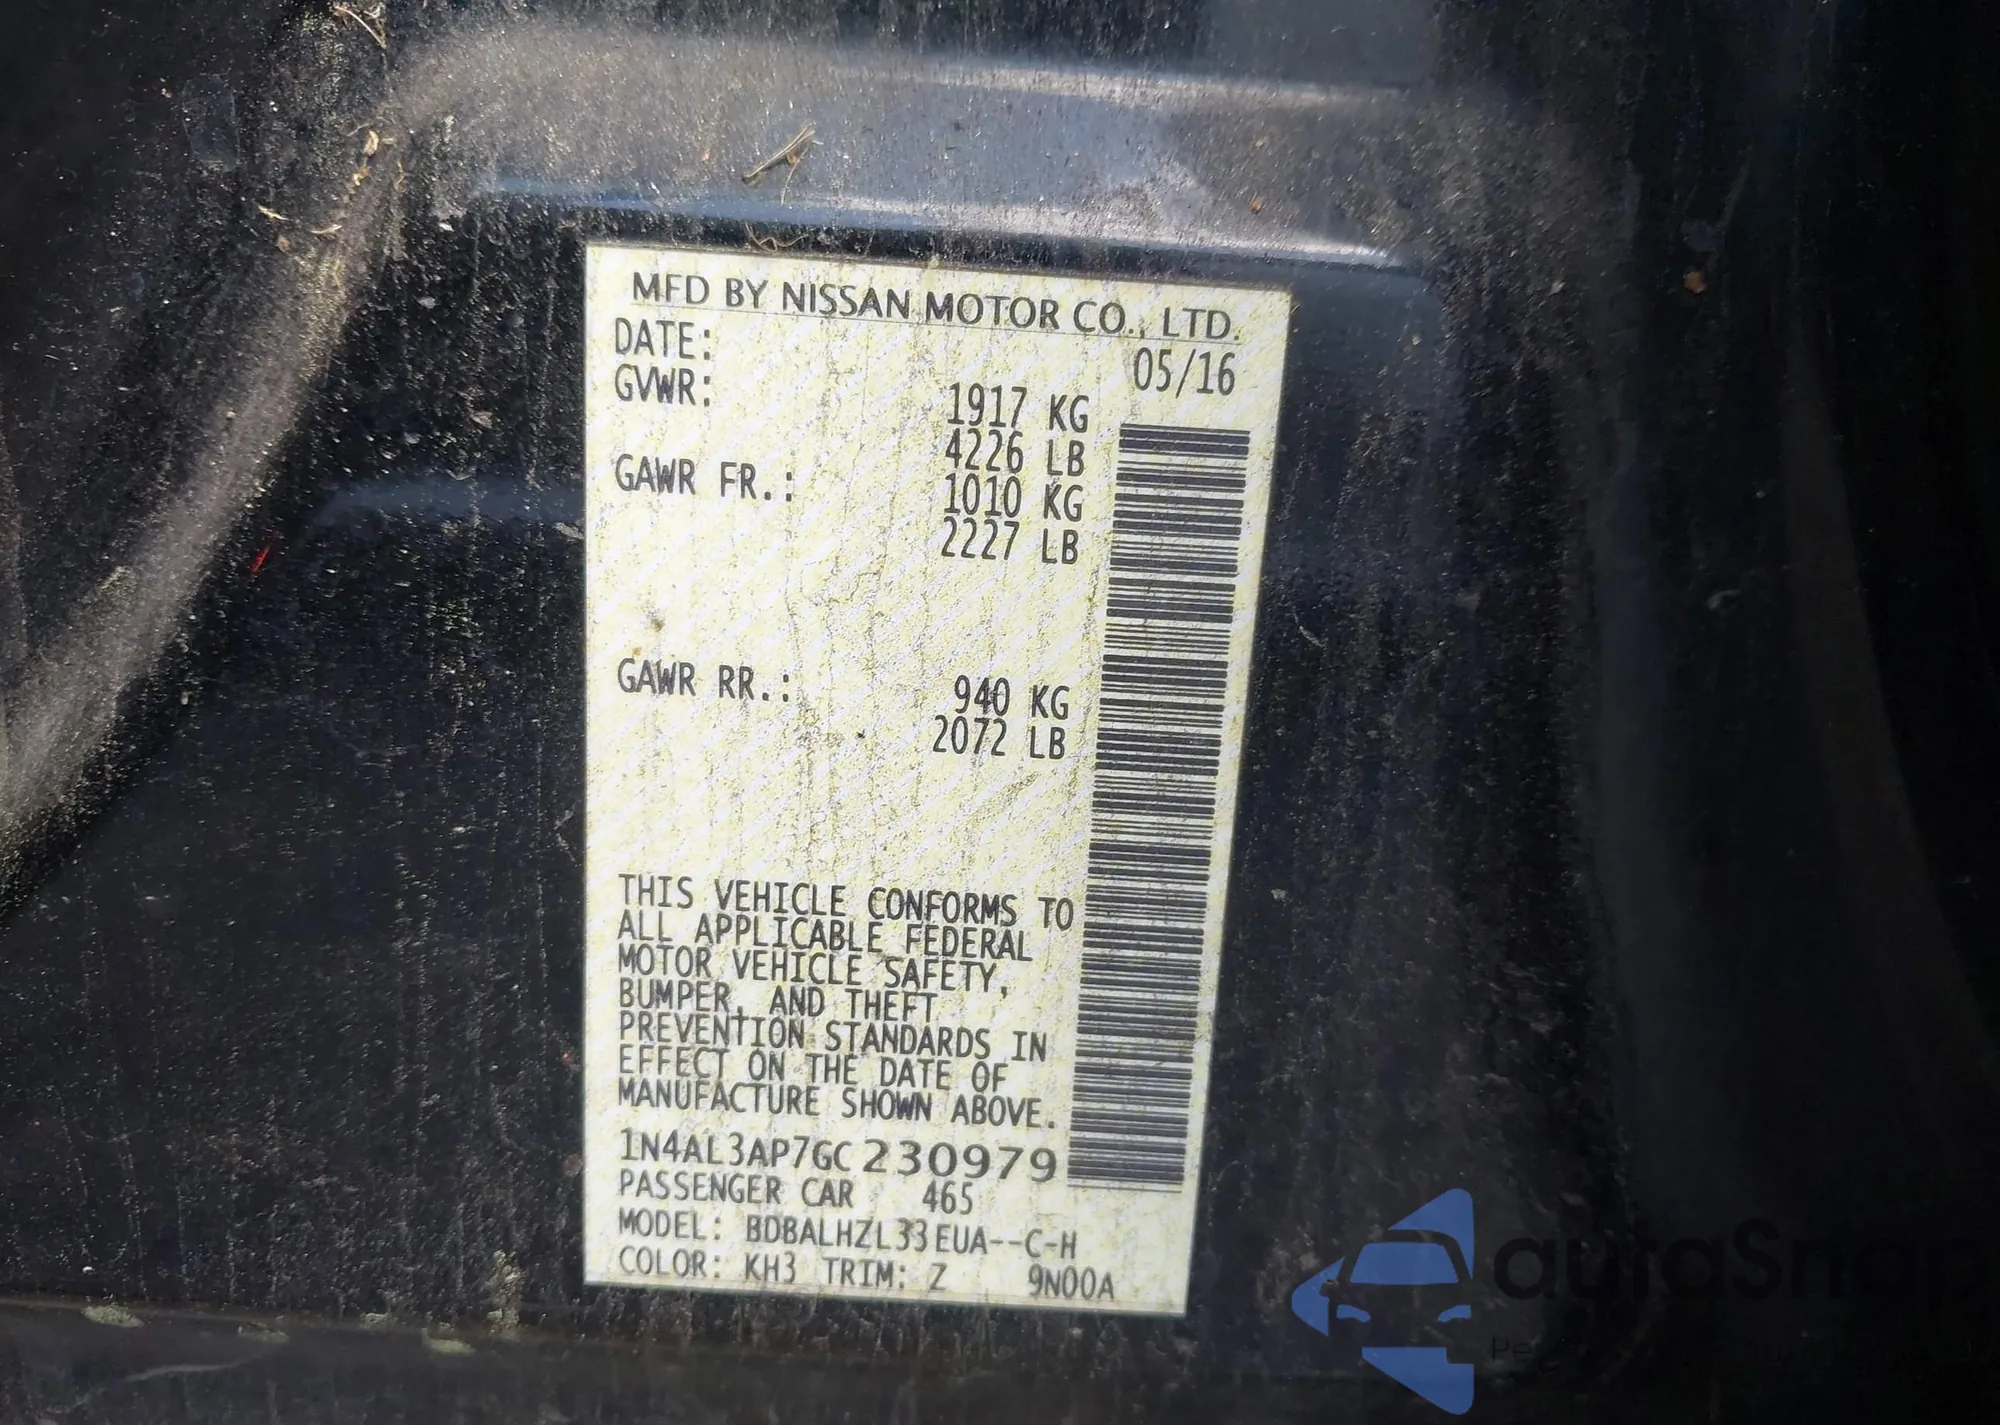 MFD BY NISSAN MOTOR CO., LTD.
DATE: 05/16
GVWR: 1917 KG
4226 LB
GAWR FR.: 1010 KG
2227 LB
GAWR RR.: 940 KG
2072 LB
THIS VEHICLE CONFORMS TO
ALL APPLICABLE FEDERAL
MOTOR VEHICLE SAFETY,
BUMPER, AND THEFT
PREVENTION STANDARDS IN
EFFECT ON THE DATE OF
MANUFACTURE SHOWN ABOVE.
1N4AL3AP7GC230979
PASSENGER CAR 465
MODEL: BDBALHZL33EUA--C-H
COLOR: KH3 TRIM: Z 9N00A
autaSnap